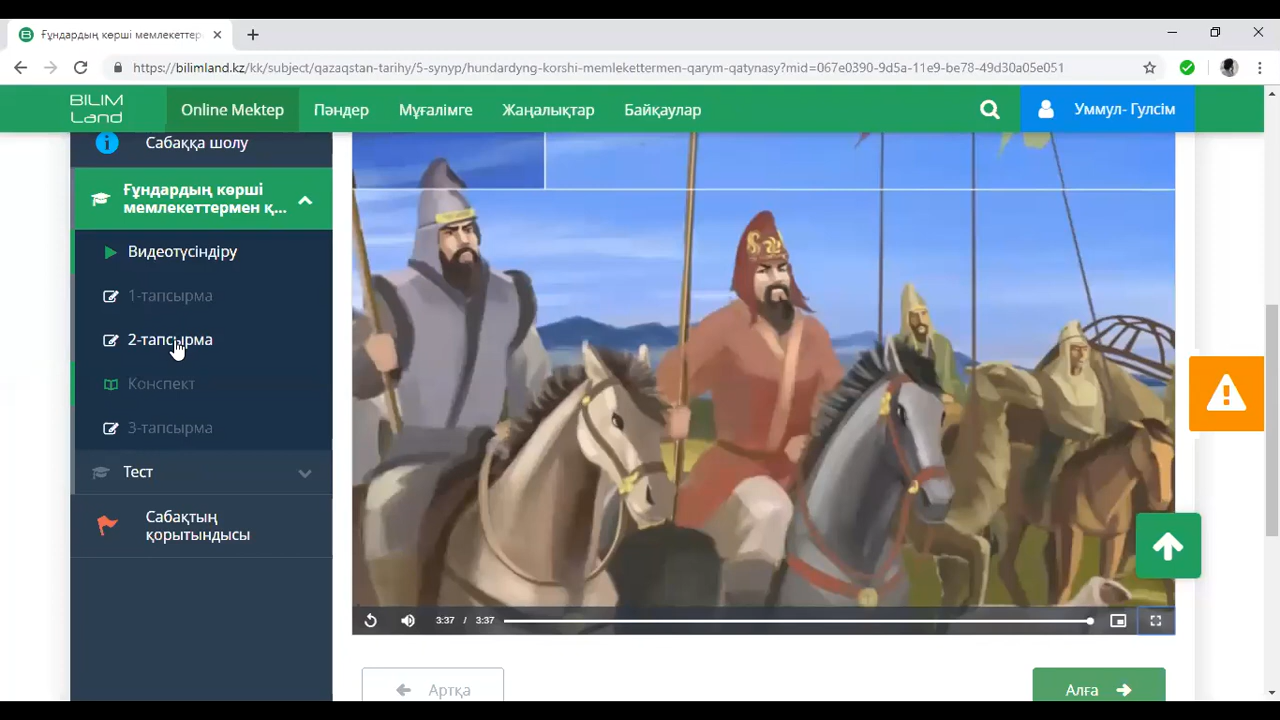 Ғұндардың көрші мемлекеттер
https://bilimland.kz/kk/subject/qazaqstan-tarihy/5-synyp/hundardyng-korshi-memlekettermen-qarym-qatynasy?mid=067e0390-9d5a-11e9-be78-49d30a05e051
BILIM
Land
Online Mektep
Пәндер
Мұғалімге
Жаңалықтар
Байқаулар
Уммул- Гулсім
Сабаққа шолу
Ғұндардың көрші
мемлекеттермен қ...
Видеотүсіндіру
1-тапсырма
2-тапсырма
Конспект
3-тапсырма
Тест
Сабақтың
қорытындысы
3:37 / 3:37
Артқа
Алға